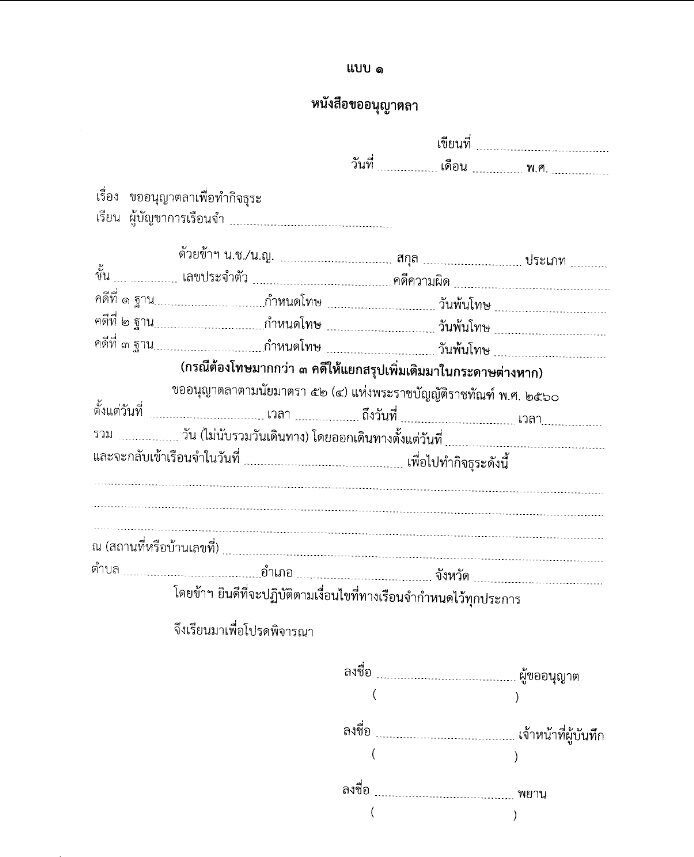 แบบ ๑
หนังสือขออนุญาตลา
เขียนที่ ........................................
วันที่ .................. เดือน ............... พ.ศ. .................
เรื่อง ขออนุญาตลาเพื่อทำกิจธุระ
เรียน ผู้บัญชาการเรือนจำ ........................................
ด้วยข้าฯ น.ช./น.ญ. ................................... สกุล .............................. ประเภท ............
ชั้น .................... เลขประจำตัว ........................................ คดีความผิด ........................................
คดีที่ ๑ ฐาน.............................. กำหนดโทษ .............................. วันพ้นโทษ ..............................
คดีที่ ๒ ฐาน.............................. กำหนดโทษ .............................. วันพ้นโทษ ..............................
คดีที่ ๓ ฐาน.............................. กำหนดโทษ .............................. วันพ้นโทษ ..............................
(กรณีต้องโทษมากกว่า ๓ คดีให้แยกสรุปเพิ่มเติมมาในกระดาษต่างหาก)
ขออนุญาตลาตามนัยมาตรา ๕๒ (๔) แห่งพระราชบัญญัติราชทัณฑ์ พ.ศ. ๒๕๖๐
ตั้งแต่วันที่ .............................. เวลา .................... ถึงวันที่ .............................. เวลา....................
รวม .................. วัน (ไม่นับรวมวันเดินทาง) โดยออกเดินทางตั้งแต่วันที่ ........................................
และจะกลับเข้าเรือนจำในวันที่ ........................................ เพื่อไปทำกิจธุระดังนี้
................................................................................
................................................................................
................................................................................
ณ (สถานที่หรือบ้านเลขที่) ................................................................................
ตำบล ........................................ อำเภอ ........................................ จังหวัด ........................................
โดยข้าฯ ยินดีที่จะปฏิบัติตามเงื่อนไขที่ทางเรือนจำกำหนดไว้ทุกประการ
จึงเรียนมาเพื่อโปรดพิจารณา
ลงชื่อ ........................................ ผู้ขออนุญาต
( )
ลงชื่อ ........................................ เจ้าหน้าที่ผู้บันทึก
( )
ลงชื่อ ........................................ พยาน
( )